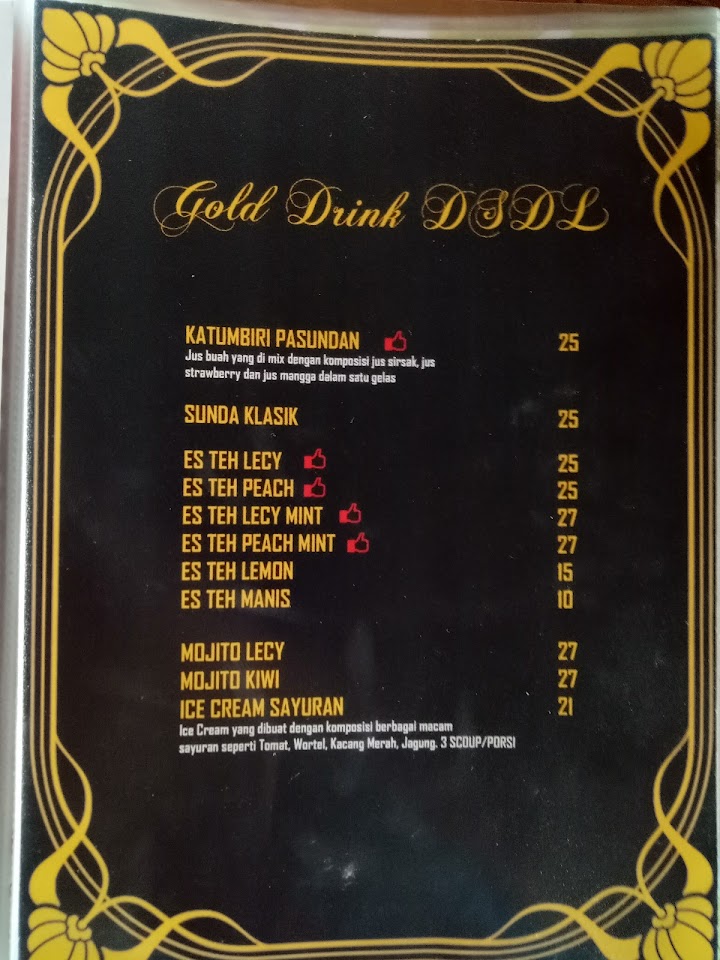 Gold Drink DSDL
KATUMBIRI PASUNDAN 25
Jus buah yang di mix dengan komposisi jus sirsak, jus
strawberry dan jus mangga dalam satu gelas
SUNDA KLASIK 25
ES TEH LECY 25
ES TEH PEACH 25
ES TEH LECY MINT 27
ES TEH PEACH MINT 27
ES TEH LEMON 15
ES TEH MANIS 10
MOJITO LECY 27
MOJITO KIWI 27
ICE CREAM SAYURAN 21
Ice Cream yang dibuat dengan komposisi berbagai macam
sayuran seperti Tomat, Wortel, Kacang Merah, Jagung. 3 SCOUP/PORSI